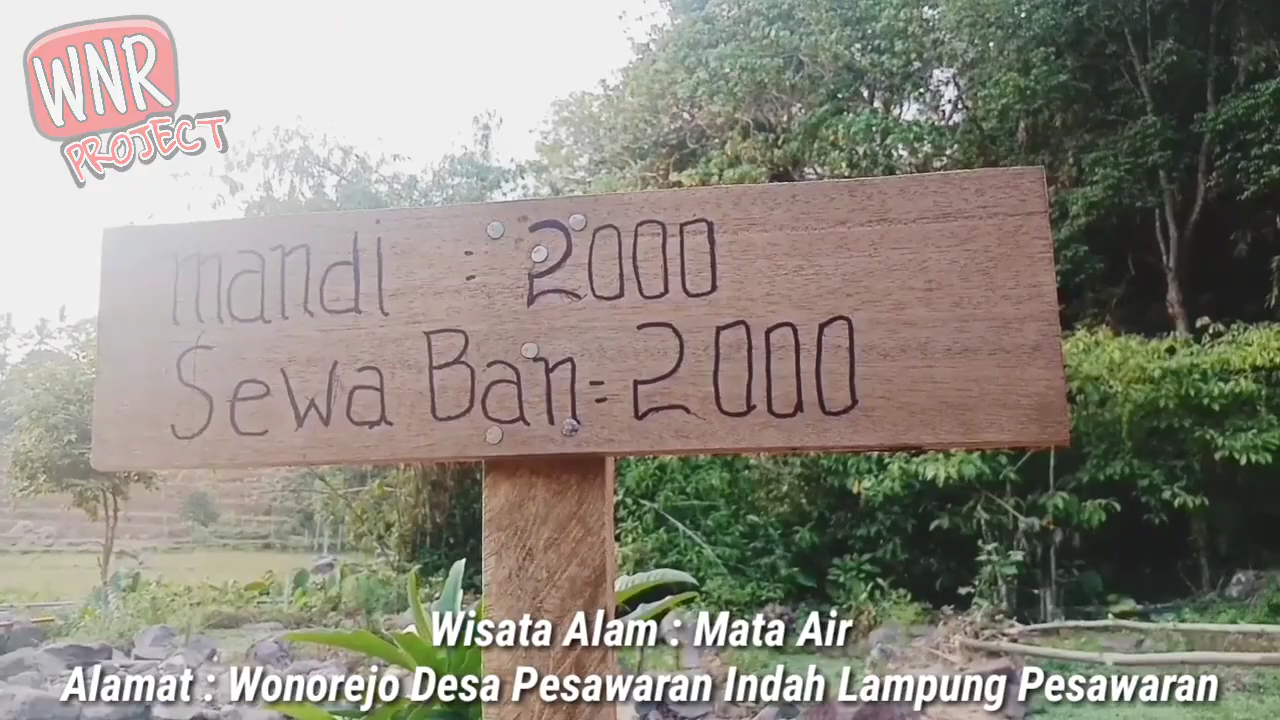 WNR
PROJECT
mandi : 2000
Sewa Ban = 2000
Wisata Alam : Mata Air
Alamat : Wonorejo Desa Pesawaran Indah Lampung Pesawaran